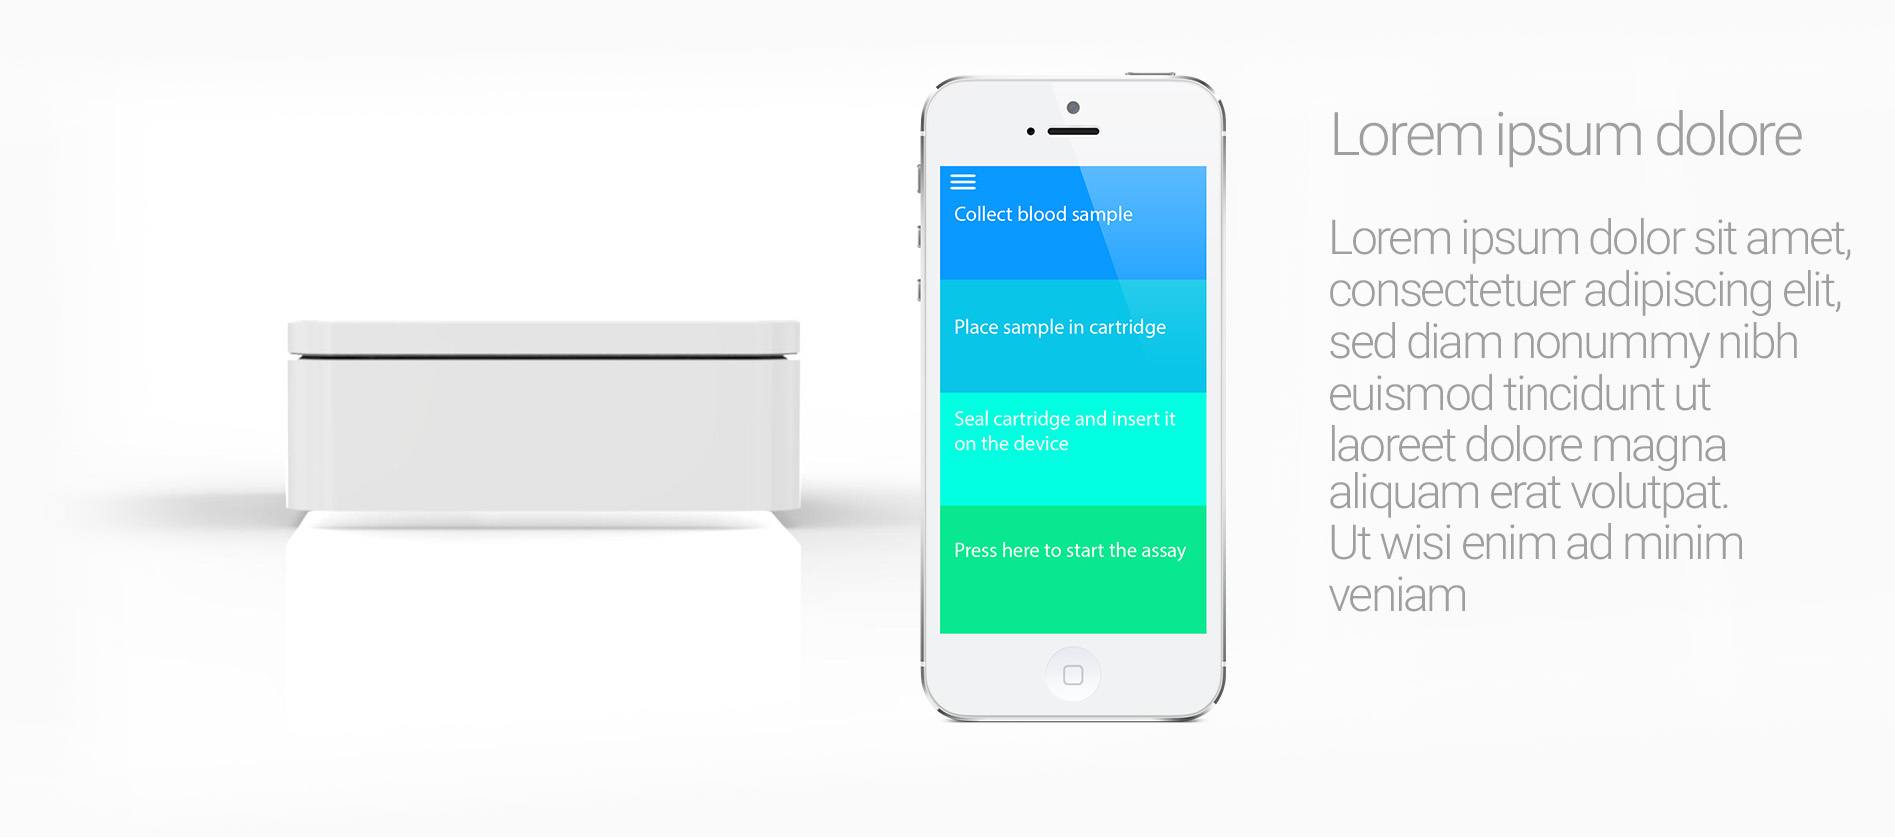 Collect blood sample
Place sample in cartridge
Seal cartridge and insert it
on the device
Press here to start the assay
Lorem ipsum dolore
Lorem ipsum dolor sit amet,
consectetuer adipiscing elit,
sed diam nonummy nibh
euismod tincidunt ut
laoreet dolore magna
aliquam erat volutpat.
Ut wisi enim ad minim
veniam